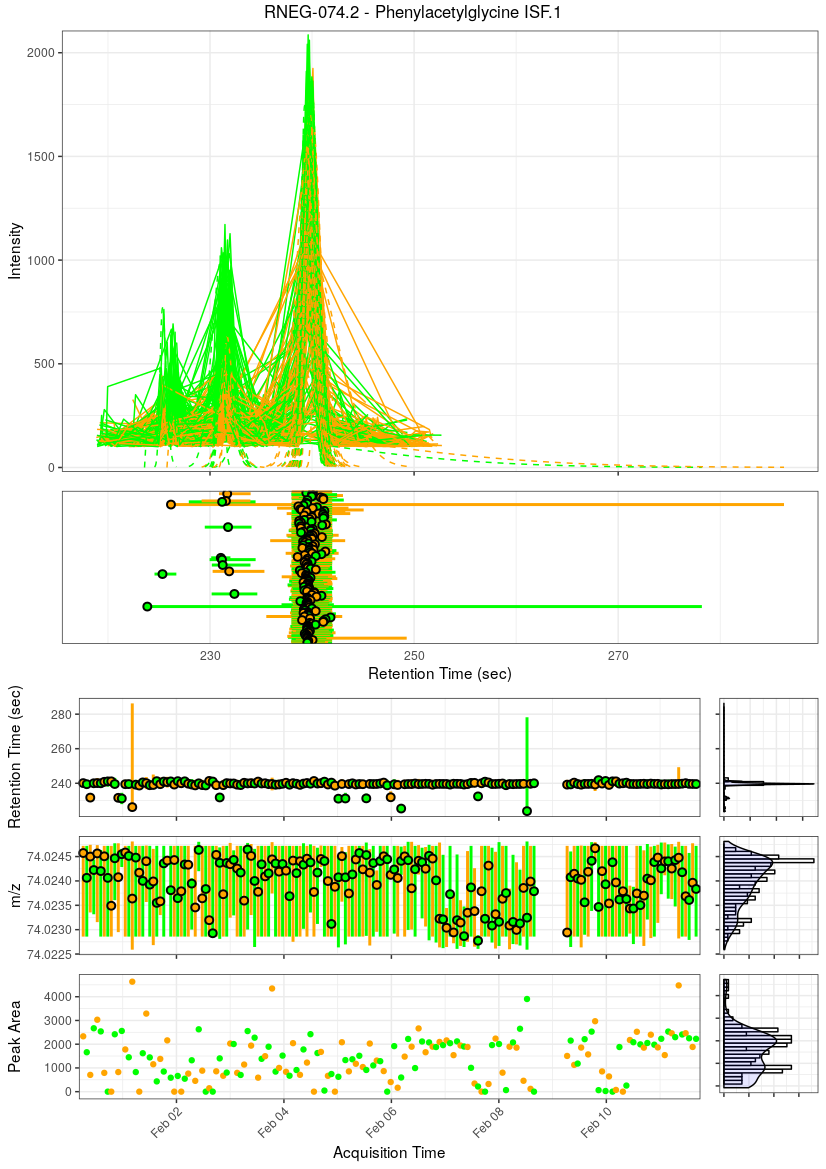 RNEG-074.2 - Phenylacetylglycine ISF.1
2000
1500
1000
500
0
Intensity
230
250
270
Retention Time (sec)
280
260
240
Retention Time (sec)
74.0245
74.0240
74.0235
74.0230
74.0225
m/z
4000
3000
2000
1000
0
Peak Area
Feb 02
Feb 04
Feb 06
Feb 08
Feb 10
Acquisition Time